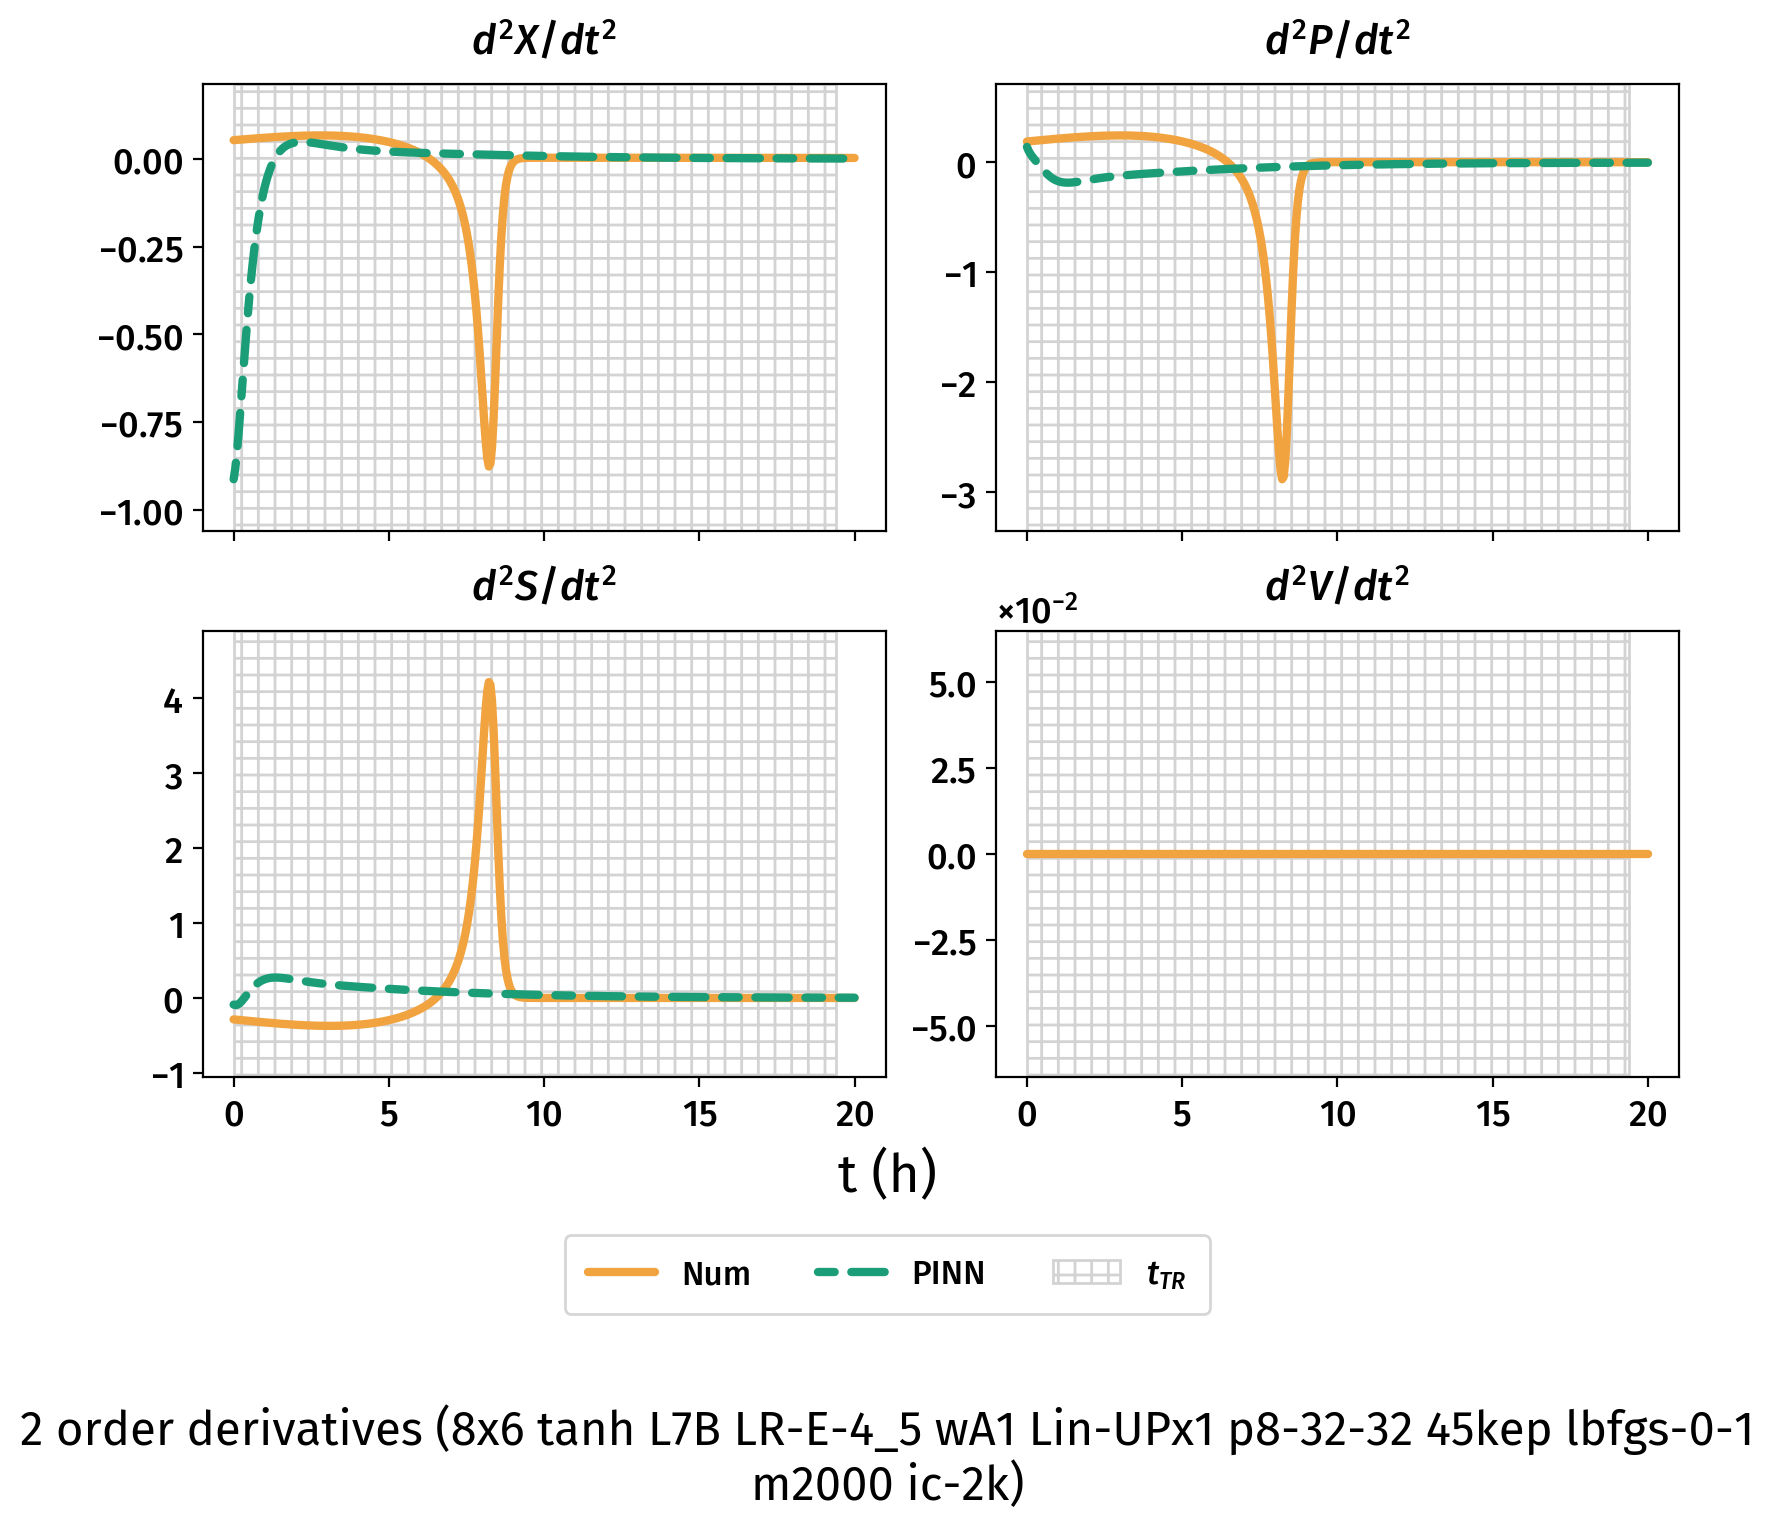 d²X/dt²
d²P/dt²
0.00
−0.25
−0.50
−0.75
−1.00
0
−1
−2
−3
d²S/dt²
d²V/dt²
×10⁻²
4
3
2
1
0
−1
5.0
2.5
0.0
−2.5
−5.0
0 5 10 15 20
0 5 10 15 20
t (h)
Num PINN t_TR
2 order derivatives (8x6 tanh L7B LR-E-4_5 wA1 Lin-UPx1 p8-32-32 45kep lbfgs-0-1
m2000 ic-2k)